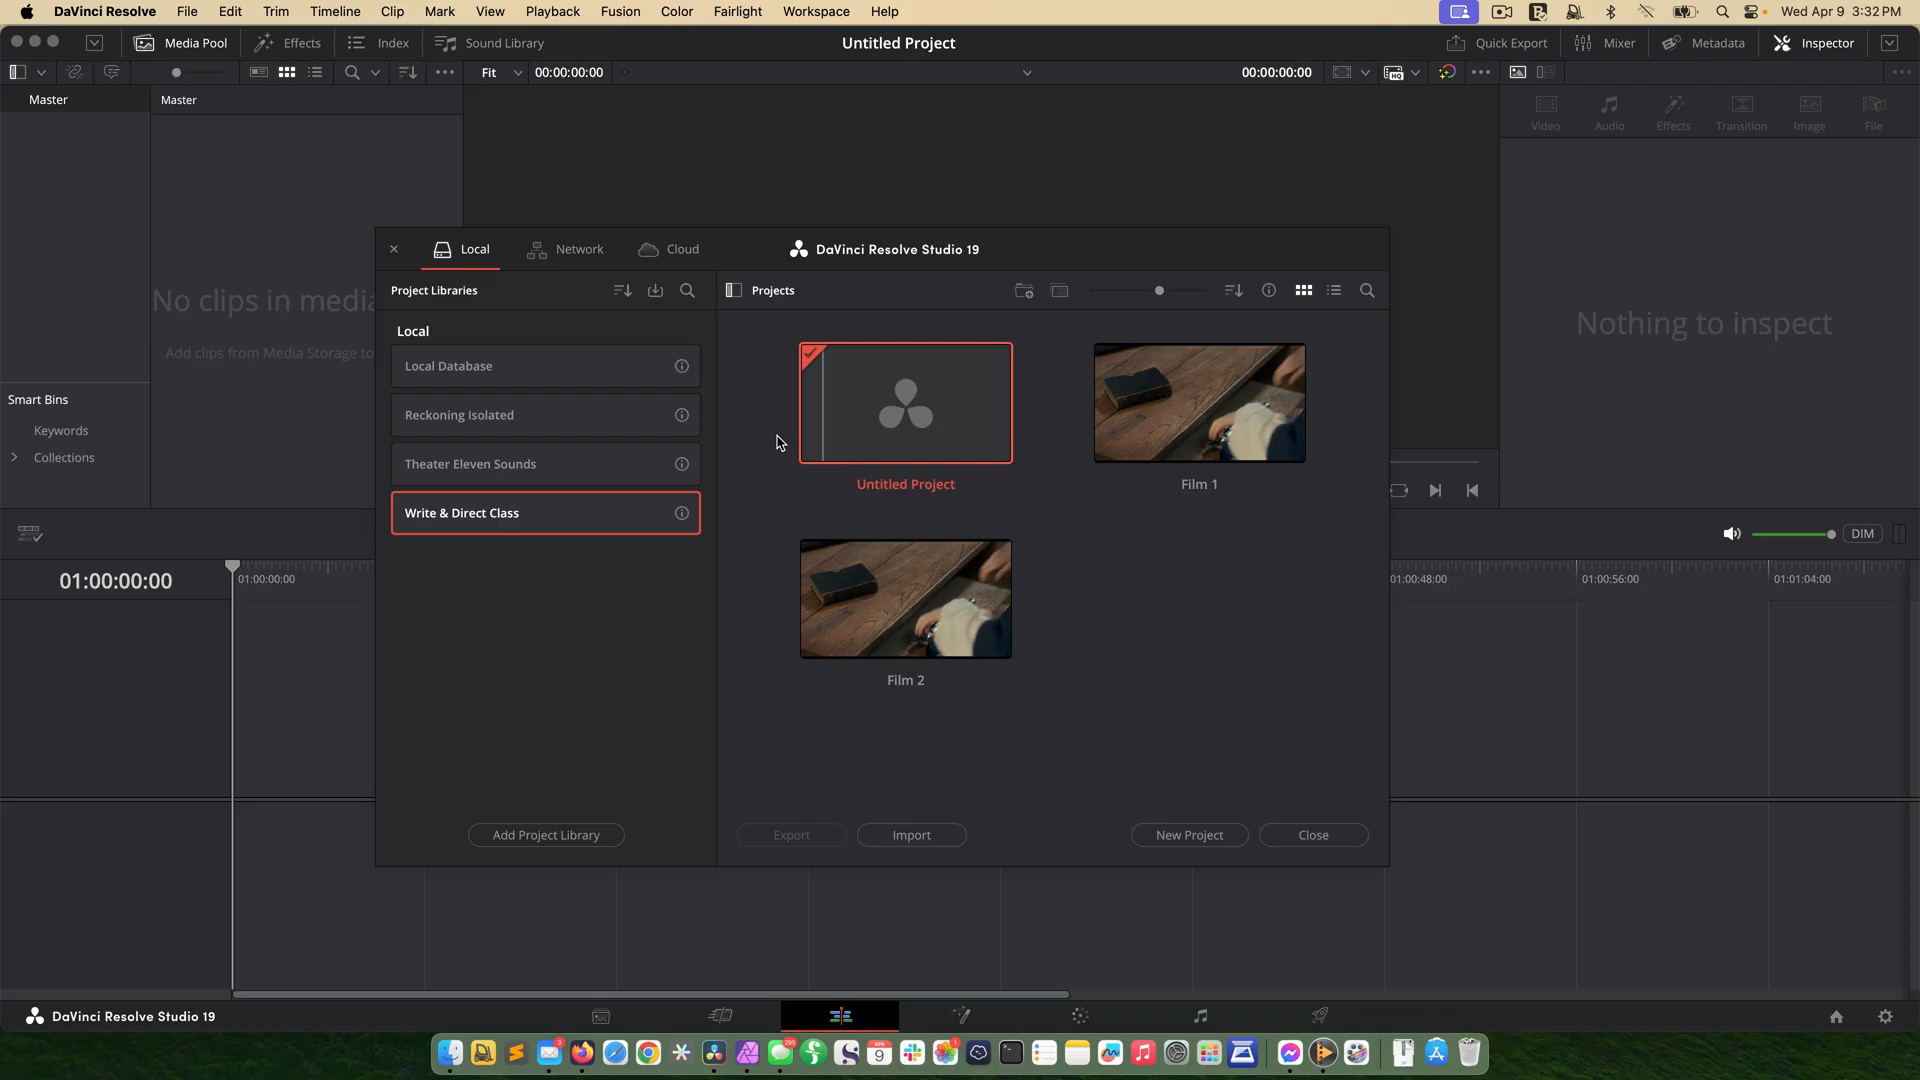 DaVinci Resolve File Edit Trim Timeline Clip Mark View Playback Fusion Color Fairlight Workspace Help Wed Apr 9 3:32 PM
Media Pool Effects Index Sound Library Untitled Project Quick Export Mixer Metadata Inspector
Fit 00:00:00:00 00:00:00:00
Master Master
Video Audio Effects Transition Image File
Local Network Cloud DaVinci Resolve Studio 19
Project Libraries Projects
No clips in media
Nothing to inspect
Local
Add clips from Media Storage to
Local Database
Smart Bins
Reckoning Isolated
Keywords
Collections
Theater Eleven Sounds
Untitled Project Film 1
Write & Direct Class
DIM
01:00:00:00 01:00:00:00 01:00:48:00 01:00:56:00 01:01:04:00
Film 2
Add Project Library Export Import New Project Close
DaVinci Resolve Studio 19
3 295 APR 9 1